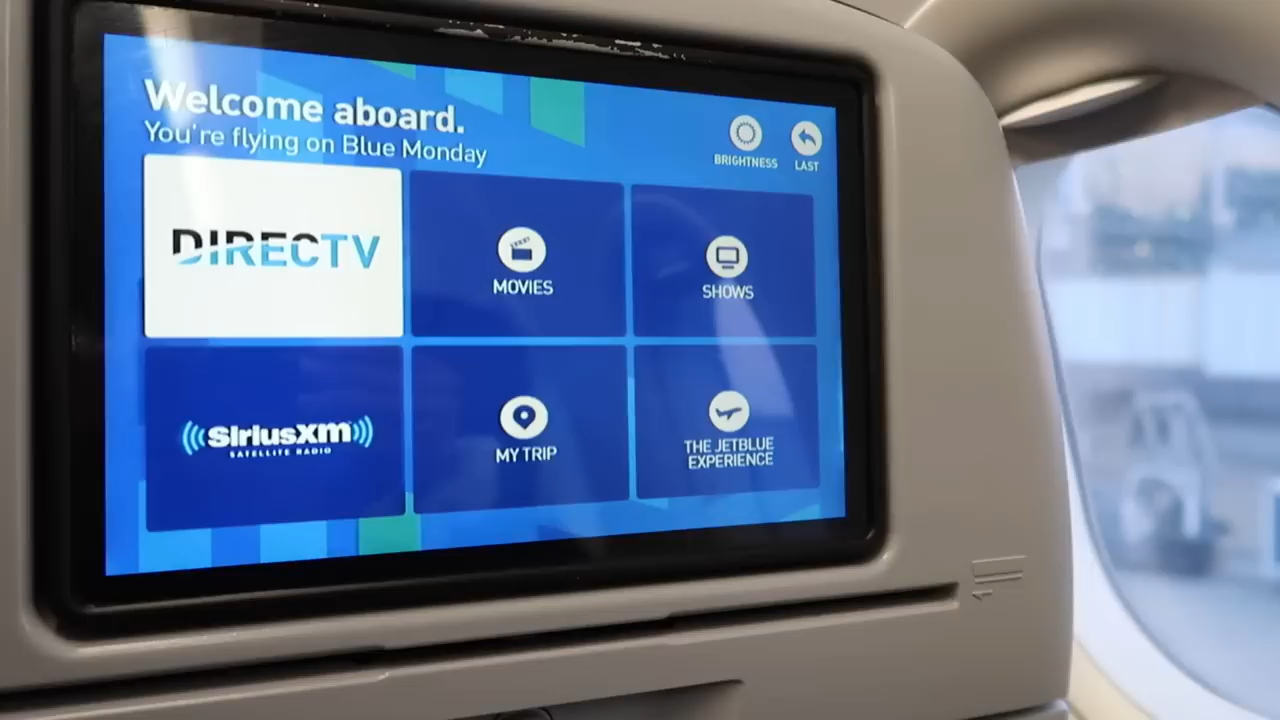 Welcome aboard.
You're flying on Blue Monday
BRIGHTNESS
LAST
DIRECTV
MOVIES
SHOWS
SiriusXM
SATELLITE RADIO
MY TRIP
THE JETBLUE
EXPERIENCE